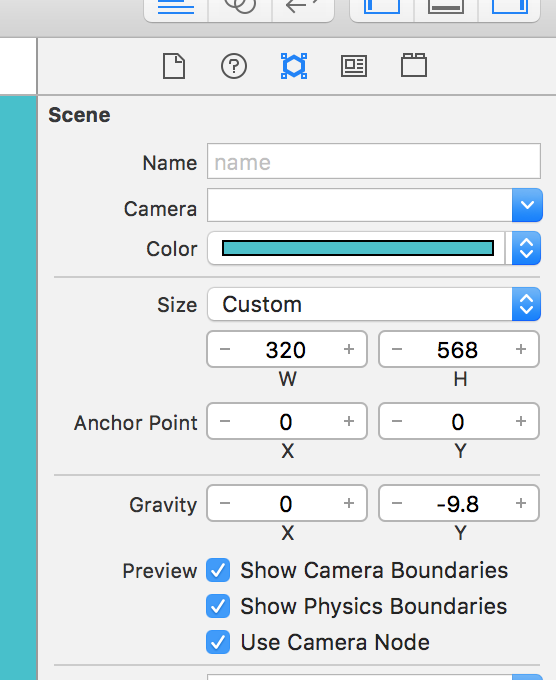 Scene
Name name
Camera
Color
Size Custom
- 320 + - 568 +
W H
Anchor Point - 0 + - 0 +
X Y
Gravity - 0 + - -9.8 +
X Y
Preview Show Camera Boundaries
Show Physics Boundaries
Use Camera Node